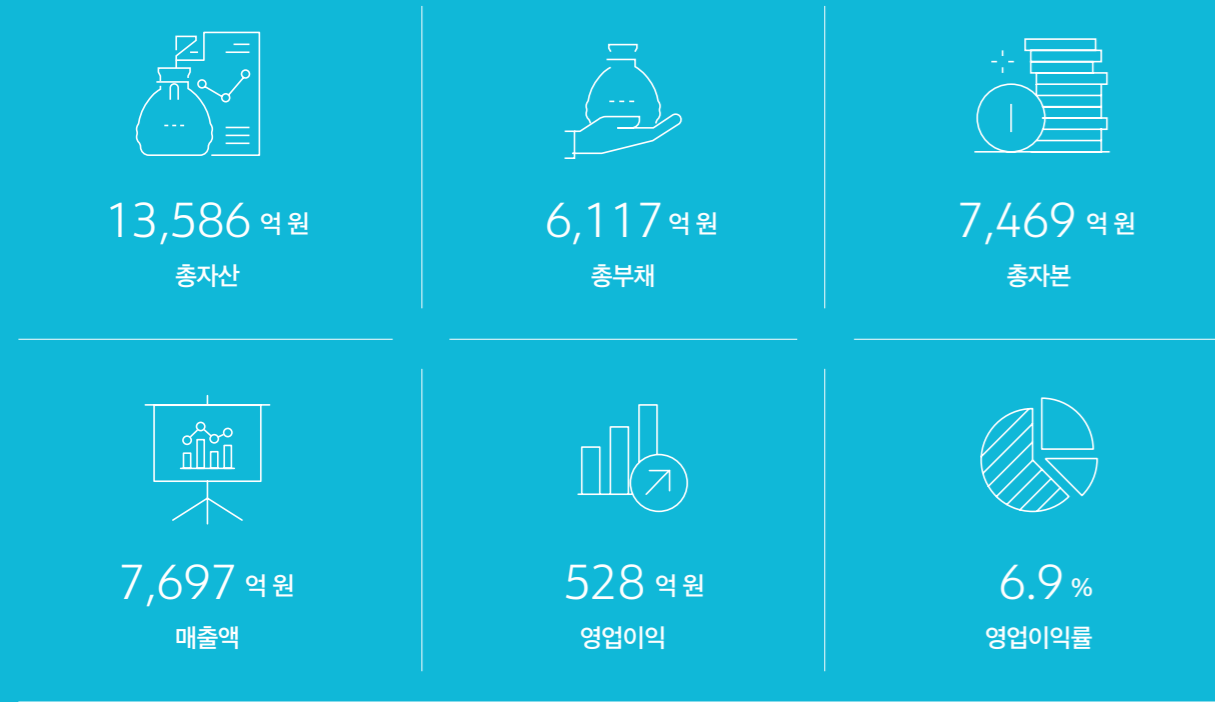 13,586 억 원
총자산
6,117 억 원
총부채
7,469 억 원
총자본
7,697 억 원
매출액
528 억 원
영업이익
6.9 %
영업이익률